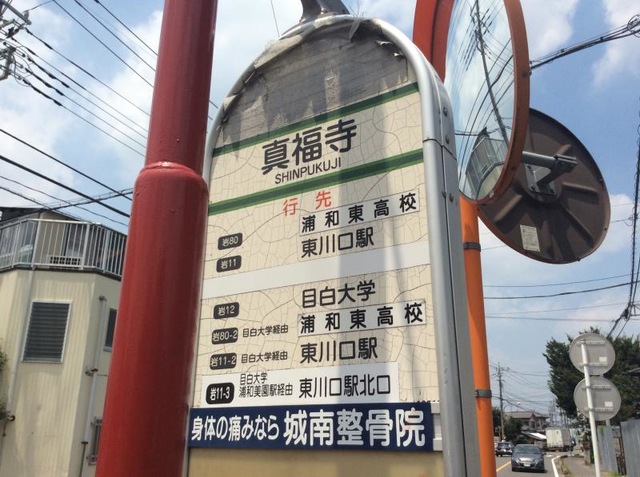 真福寺
SHINPUKUJI
行先
岩80 浦和東高校
岩11 東川口駅
岩12 目白大学
岩80-2 目白大学経由 浦和東高校
岩11-2 目白大学経由 東川口駅
岩11-3 目白大学 浦和美園駅経由 東川口駅北口
身体の痛みなら 城南整骨院